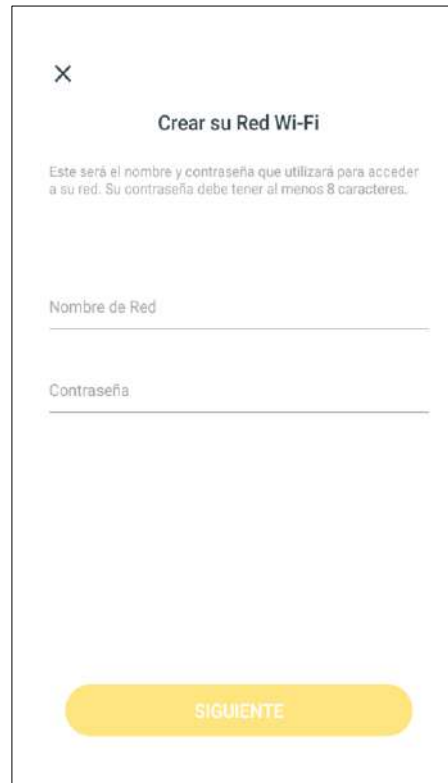 Crear su Red Wi-Fi
Este será el nombre y contraseña que utilizará para acceder
a su red. Su contraseña debe tener al menos 8 caracteres.
Nombre de Red
Contraseña
SIGUIENTE